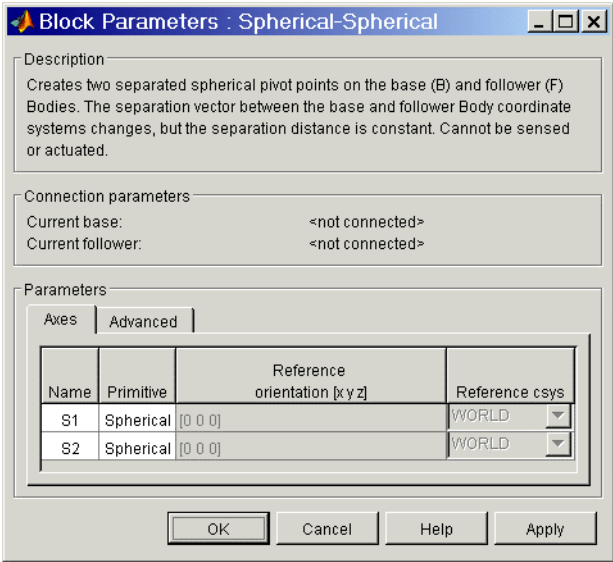 Block Parameters : Spherical-Spherical
Description
Creates two separated spherical pivot points on the base (B) and follower (F)
Bodies. The separation vector between the base and follower Body coordinate
systems changes, but the separation distance is constant. Cannot be sensed
or actuated.
Connection parameters
Current base: <not connected>
Current follower: <not connected>
Parameters
Axes Advanced
Reference
Name Primitive orientation [x y z] Reference csys
S1 Spherical [0 0 0] WORLD
S2 Spherical [0 0 0] WORLD
OK Cancel Help Apply